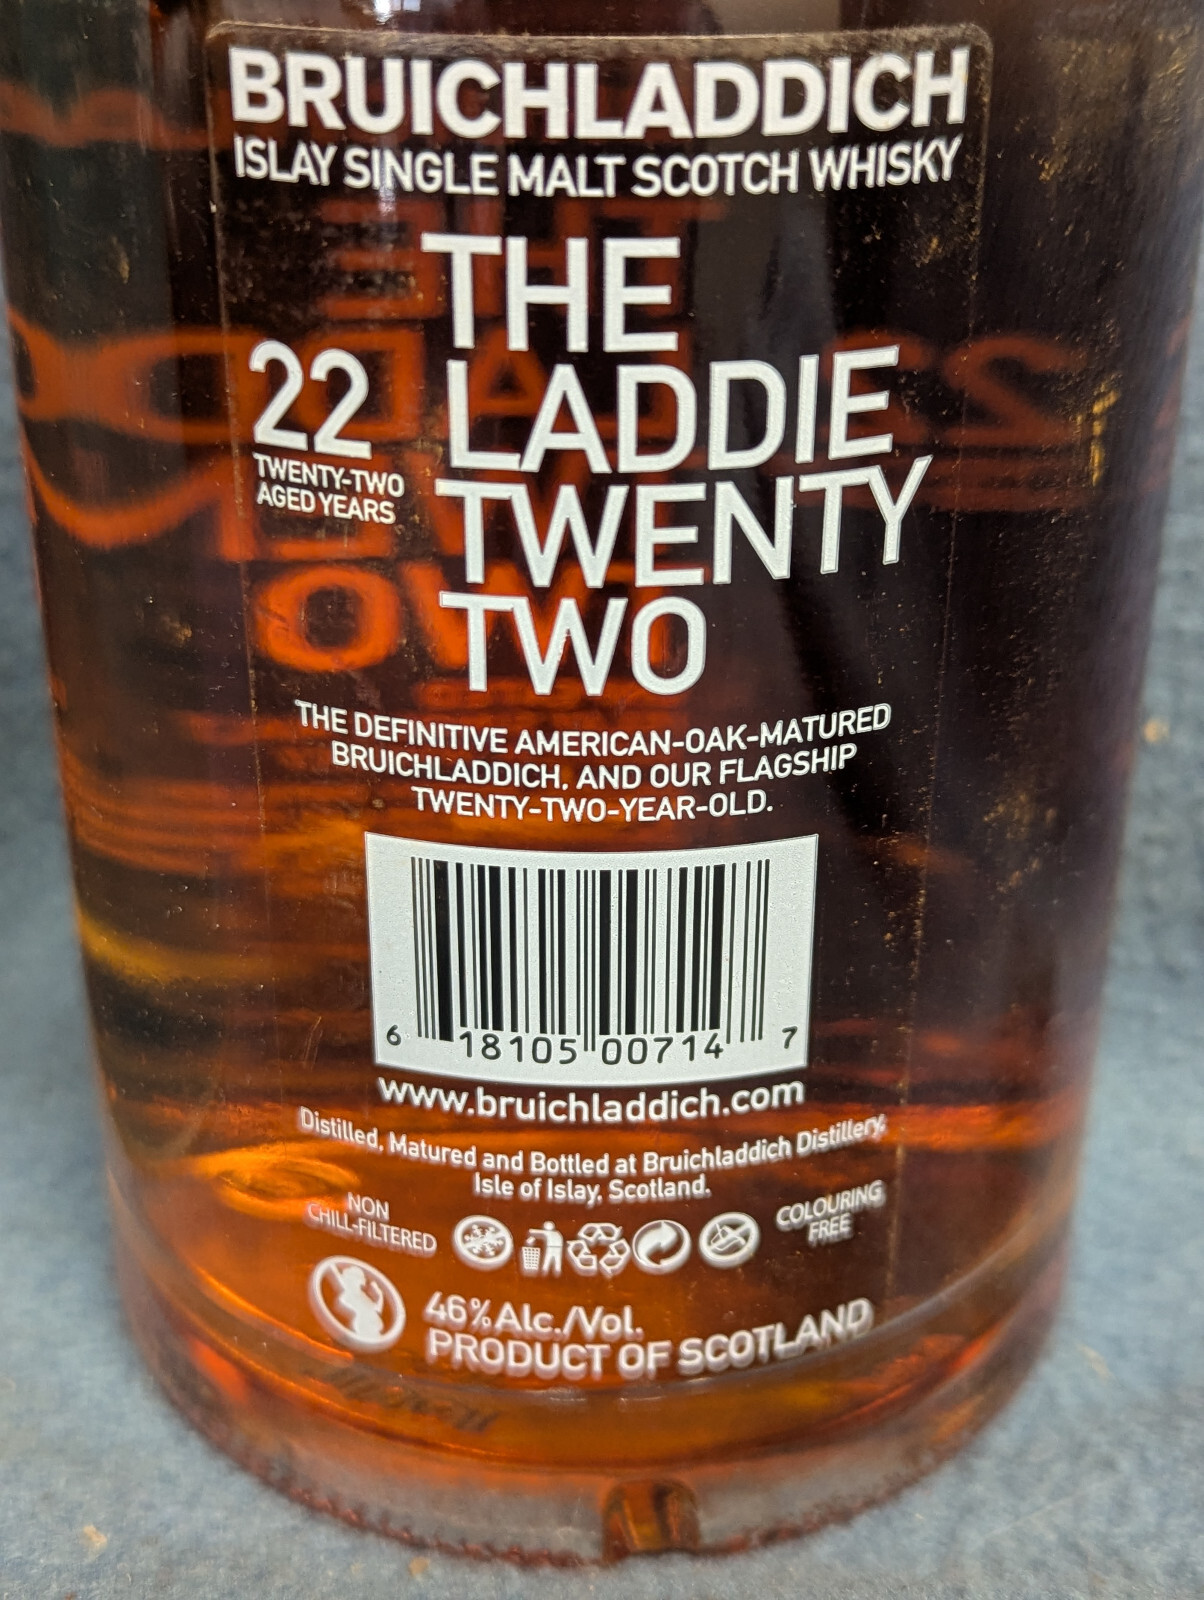 BRUICHLADDICH
ISLAY SINGLE MALT SCOTCH WHISKY
THE
LADDIE
TWENTY
TWO
22
TWENTY-TWO
AGED YEARS
THE DEFINITIVE AMERICAN-OAK-MATURED
BRUICHLADDICH, AND OUR FLAGSHIP
TWENTY-TWO-YEAR-OLD.
6 18105 00714 7
www.bruichladdich.com
Distilled, Matured and Bottled at Bruichladdich Distillery,
Isle of Islay, Scotland.
NON
CHILL-FILTERED
COLOURING
FREE
46%Alc./Vol.
PRODUCT OF SCOTLAND